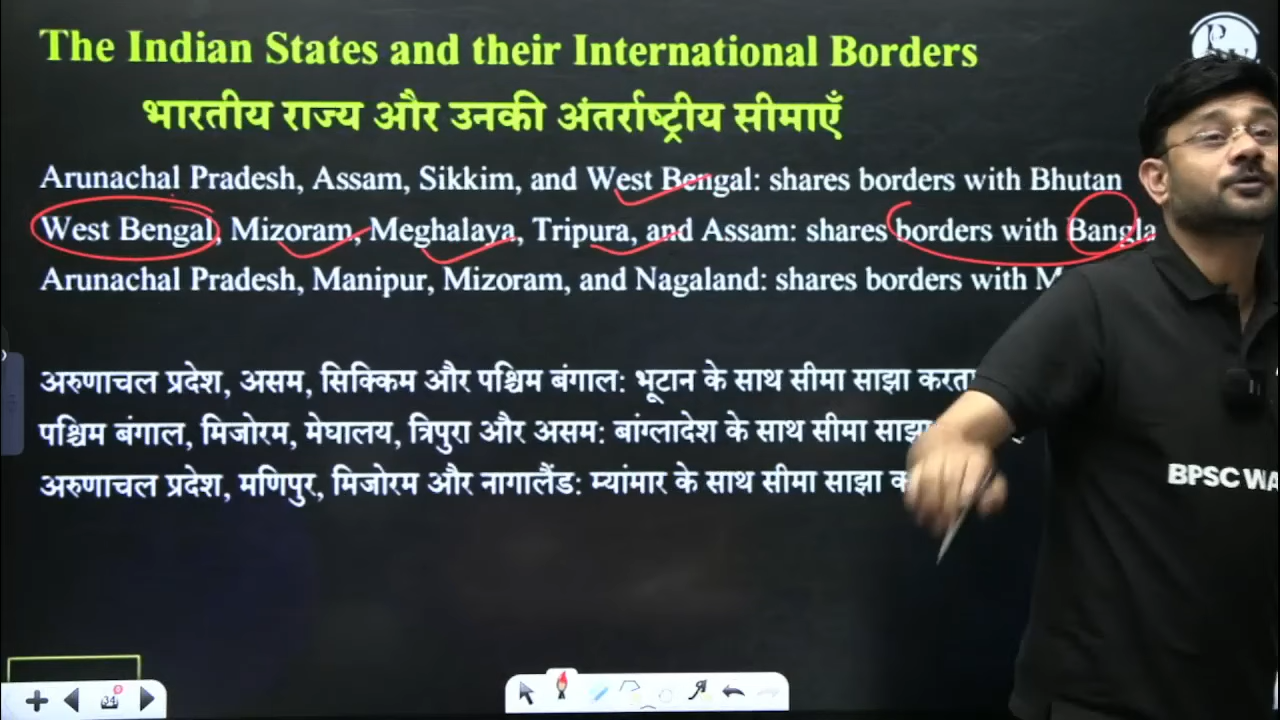 The Indian States and their International Borders
भारतीय राज्य और उनकी अंतर्राष्ट्रीय सीमाएँ
Arunachal Pradesh, Assam, Sikkim, and West Bengal: shares borders with Bhutan
West Bengal, Mizoram, Meghalaya, Tripura, and Assam: shares borders with Bangla
Arunachal Pradesh, Manipur, Mizoram, and Nagaland: shares borders with M
अरुणाचल प्रदेश, असम, सिक्किम और पश्चिम बंगाल: भूटान के साथ सीमा साझा करता
पश्चिम बंगाल, मिजोरम, मेघालय, त्रिपुरा और असम: बांग्लादेश के साथ सीमा साझा
अरुणाचल प्रदेश, मणिपुर, मिजोरम और नागालैंड: म्यांमार के साथ सीमा साझा क
BPSC WA
34